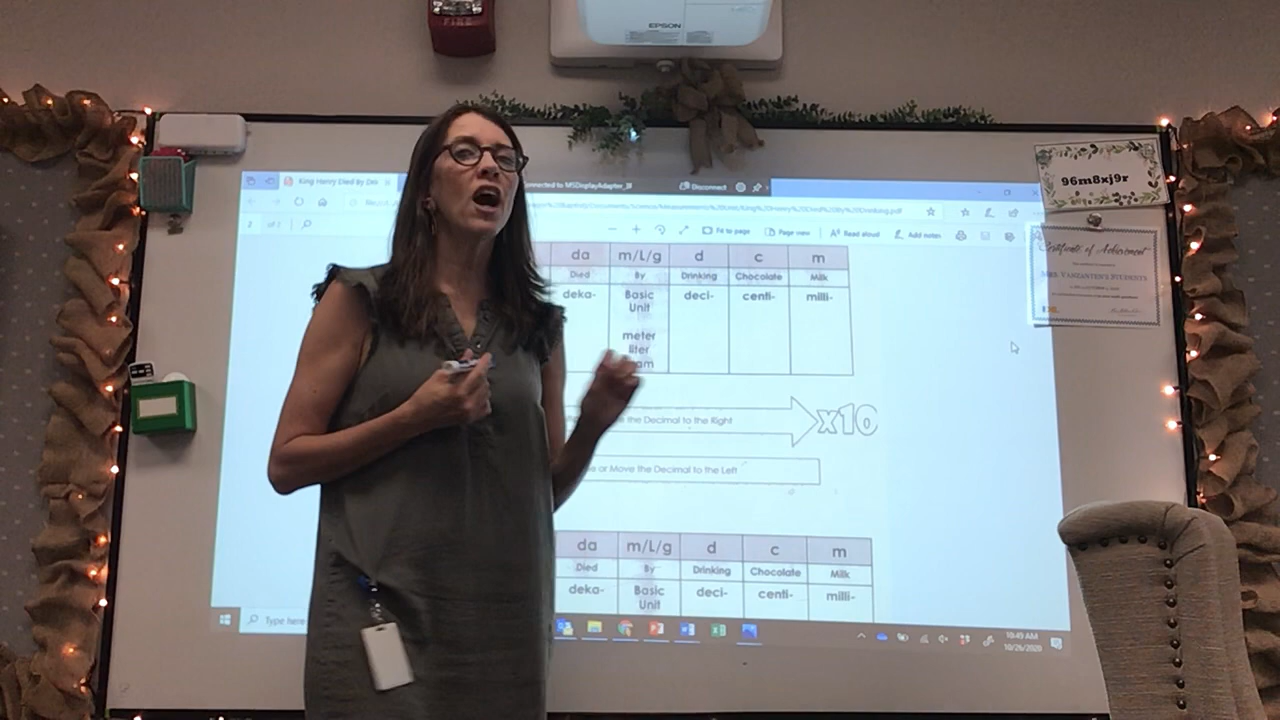 EPSON
King Henry Died By Dri
Disconnect
96m8xj9r
Fit to page
Page view
Read aloud
Add notes
Certificate of Achievement
MRS. VANZANTEN'S STUDENTS
da m/L/g d c m
Died By Drinking Chocolate Milk
deka- Basic deci- centi- milli-
Unit
meter
liter
the Decimal to the Right
x10
or Move the Decimal to the Left
da m/L/g d c m
Died By Drinking Chocolate Milk
deka- Basic deci- centi- milli-
Unit
Type here
10:49 AM
10/26/2020